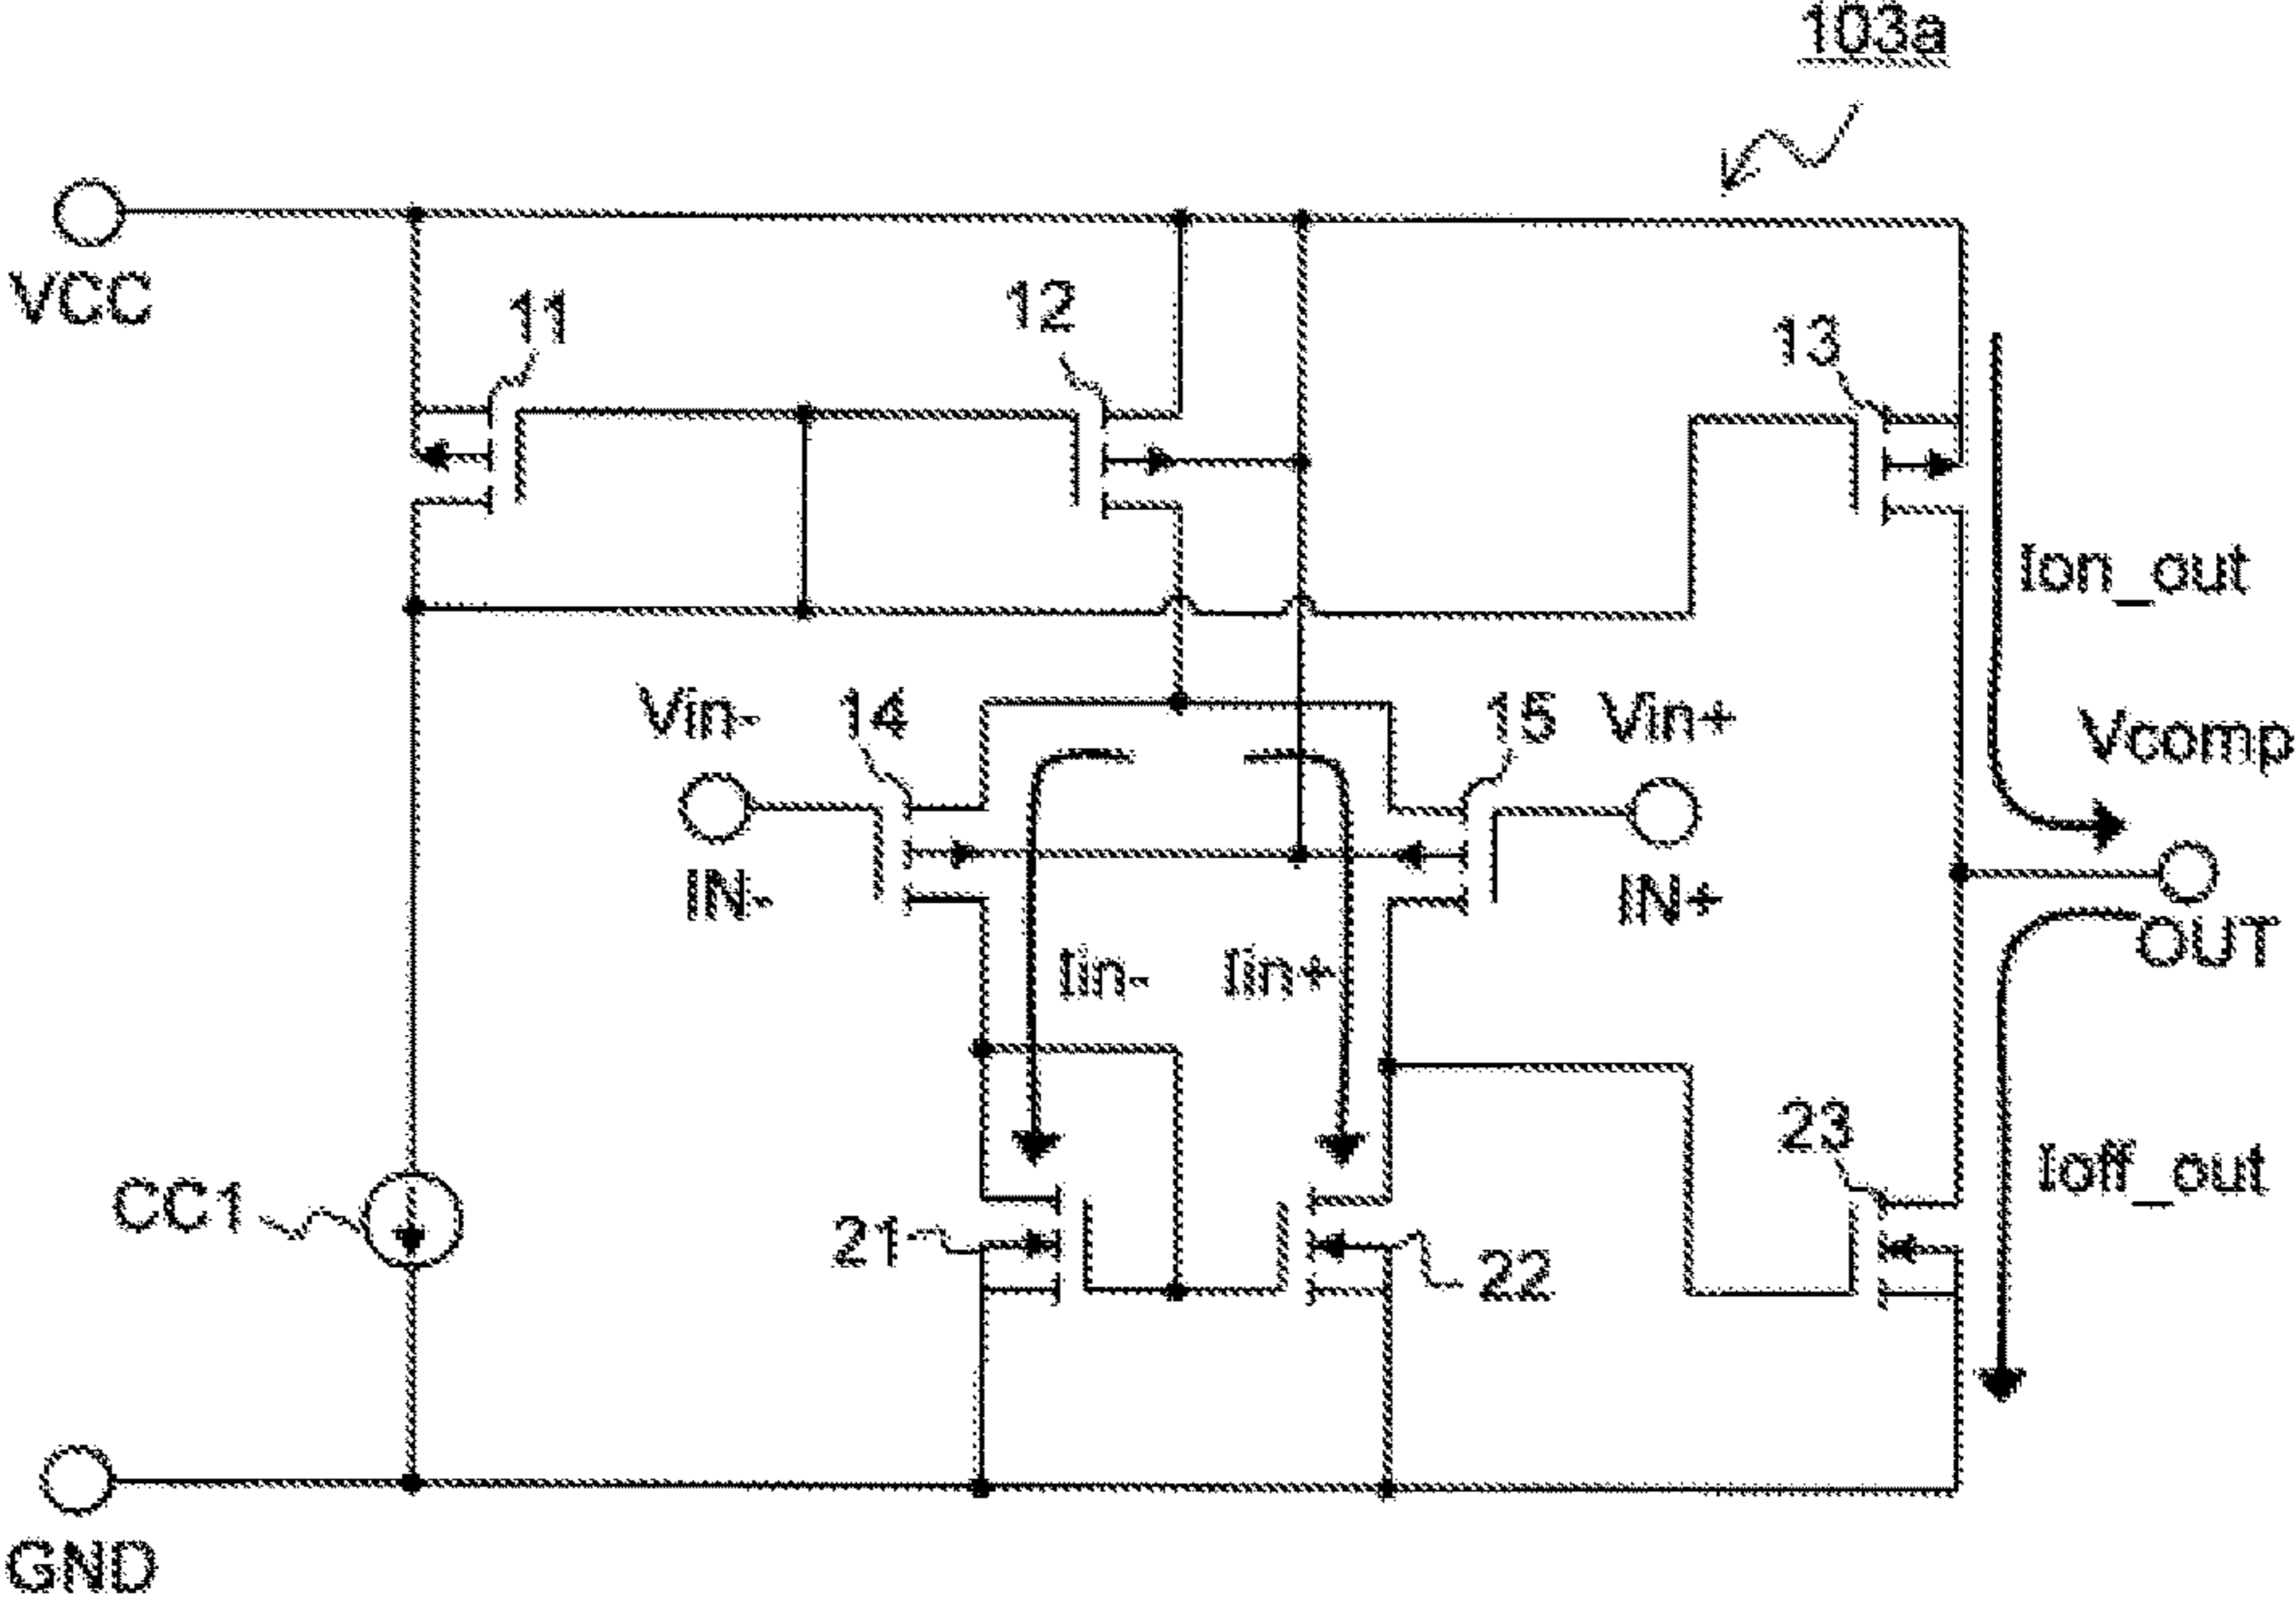 103a
VCC
11
12
13
Ion_out
Vin-
14
15
Vin+
Vcomp
IN-
IN+
OUT
Iin-
Iin+
CC1
21
22
23
Ioff_out
GND